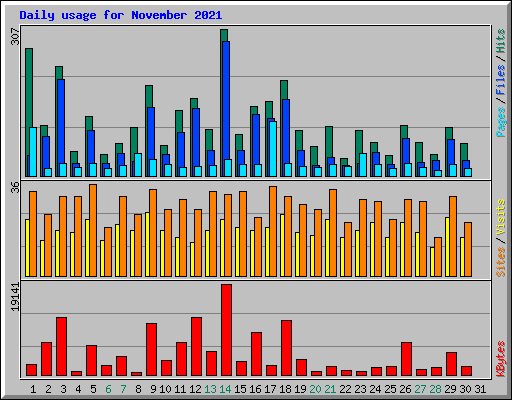 Daily usage for November 2021
307
Pages / Files / Hits
36
Sites / Visits
19141
KBytes
1 2 3 4 5 6 7 8 9 10 11 12 13 14 15 16 17 18 19 20 21 22 23 24 25 26 27 28 29 30 31